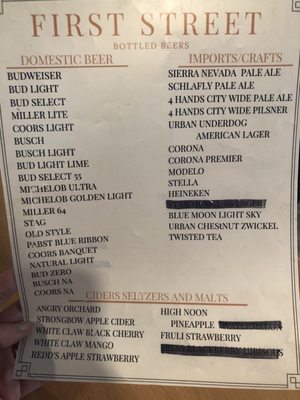 FIRST STREET
BOTTLED BEERS
DOMESTIC BEER
BUDWEISER
BUD LIGHT
BUD SELECT
MILLER LITE
COORS LIGHT
BUSCH
BUSCH LIGHT
BUD LIGHT LIME
BUD SELECT 55
MICHELOB ULTRA
MICHELOB GOLDEN LIGHT
MILLER 64
STAG
OLD STYLE
PABST BLUE RIBBON
COORS BANQUET
NATURAL LIGHT
BUD ZERO
BUSCH NA
COORS NA
IMPORTS/CRAFTS
SIERRA NEVADA PALE ALE
SCHLAFLY PALE ALE
4 HANDS CITY WIDE PALE ALE
4 HANDS CITY WIDE PILSNER
URBAN UNDERDOG
AMERICAN LAGER
CORONA
CORONA PREMIER
MODELO
STELLA
HEINEKEN
LAGER
BLUE MOON LIGHT SKY
URBAN CHESTNUT ZWICKEL
TWISTED TEA
CIDERS SELTZERS AND MALTS
ANGRY ORCHARD
STRONGBOW APPLE CIDER
WHITE CLAW BLACK CHERRY
WHITE CLAW MANGO
REDD'S APPLE STRAWBERRY
HIGH NOON
PINEAPPLE WATERMELON
FRULI STRAWBERRY
BLACKBERRY HIBISCUS